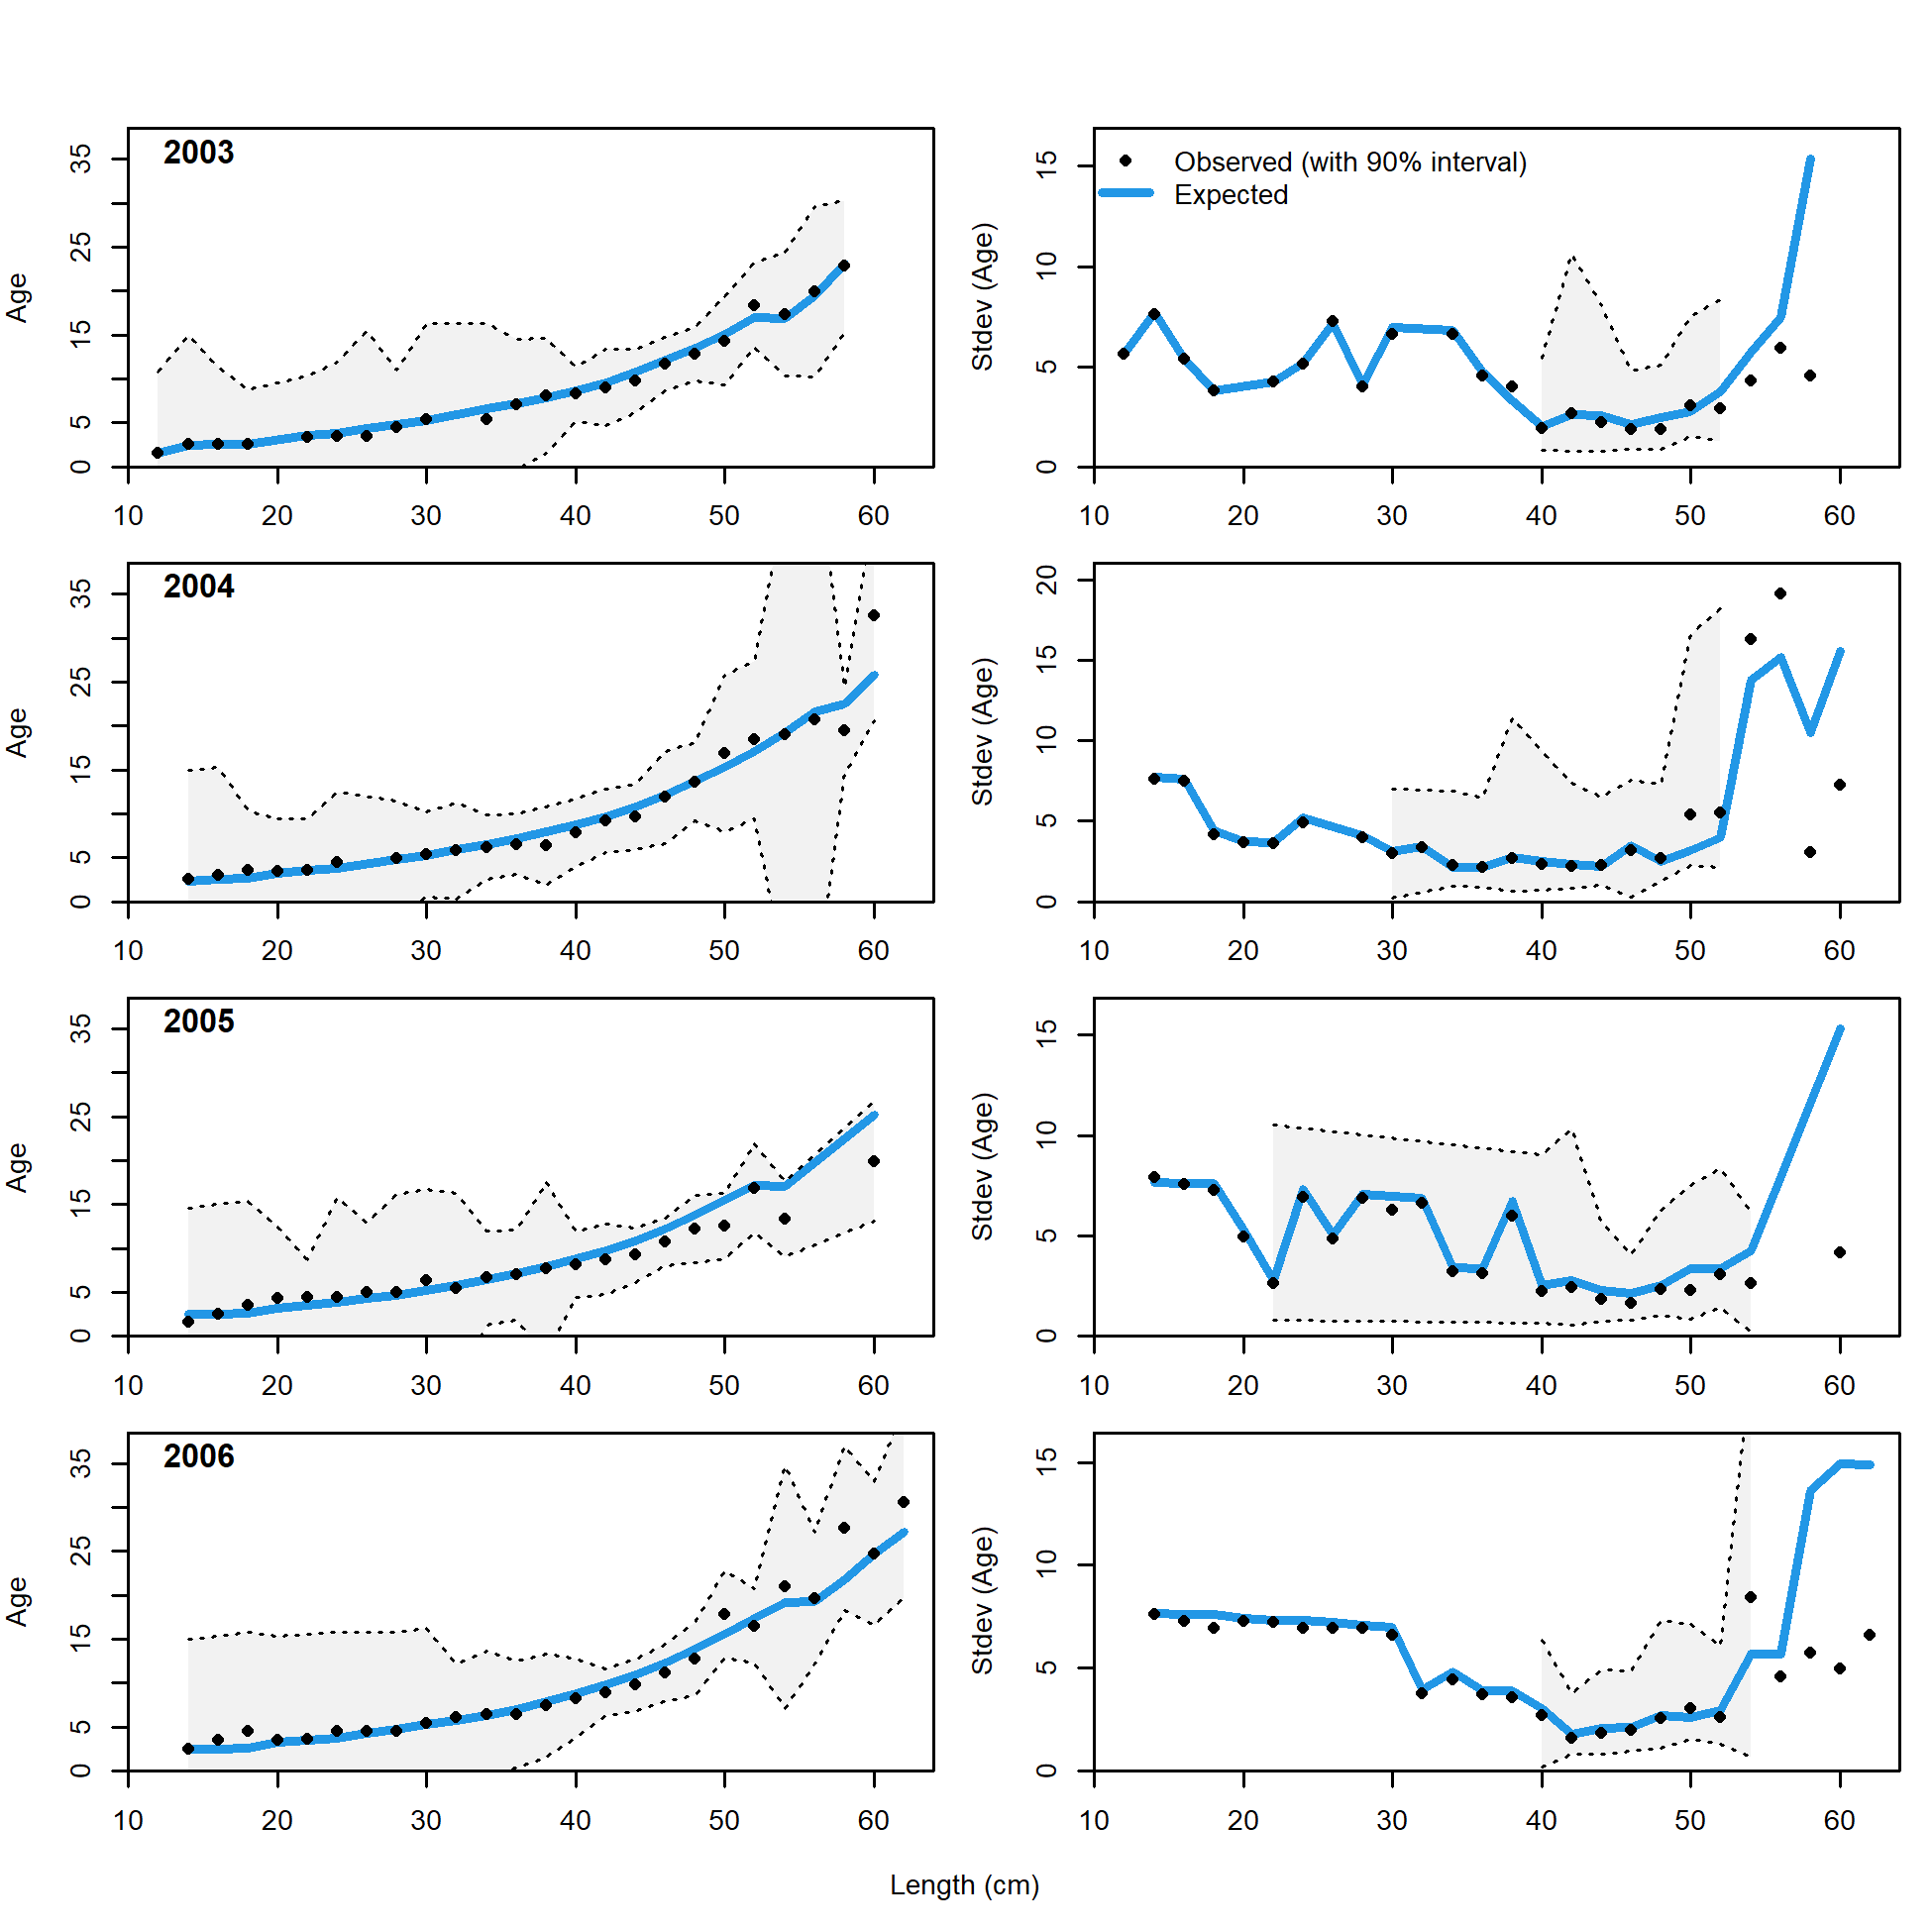 2003
Age
0 5 15 25 35
10 20 30 40 50 60
Observed (with 90% interval)
Expected
Stdev (Age)
0 5 10 15
10 20 30 40 50 60
2004
Age
0 5 15 25 35
10 20 30 40 50 60
Stdev (Age)
0 5 10 15 20
10 20 30 40 50 60
2005
Age
0 5 15 25 35
10 20 30 40 50 60
Stdev (Age)
0 5 10 15
10 20 30 40 50 60
2006
Age
0 5 15 25 35
10 20 30 40 50 60
Stdev (Age)
0 5 10 15
10 20 30 40 50 60
Length (cm)